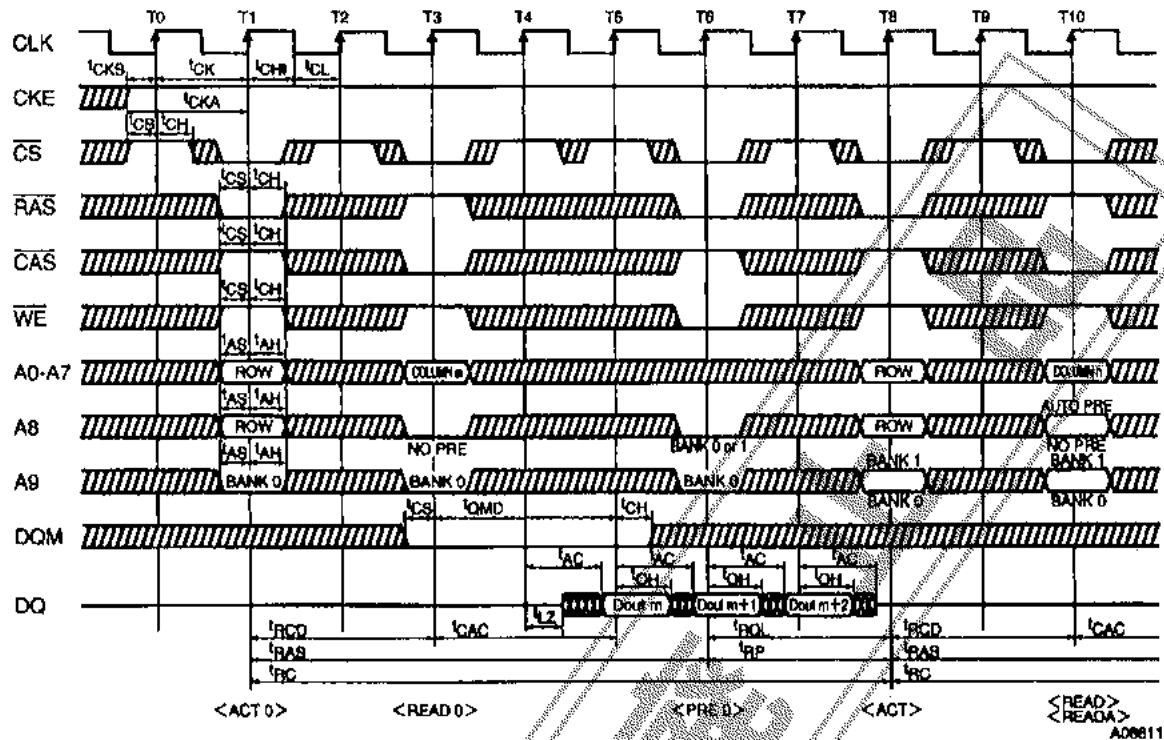 T0 T1 T2 T3 T4 T5 T6 T7 T8 T9 T10
CLK
tCKS tCK tCHI tCL
CKE
tCKA
tCS tCH
CS
tCS tCH
RAS
tCS tCH
CAS
tCS tCH
WE
tAS tAH
A0-A7 ROW COLUMN m ROW COLUMN n
tAS tAH AUTO PRE
A8 ROW ROW
NO PRE BANK 0 or 1 NO PRE
tAS tAH BANK 1 BANK 1
A9 BANK 0 BANK 0 BANK 0
BANK 0 BANK 0
tCS tQMD tCH
DQM
tAC tAC tAC tAC
tOH tOH tOH
DQ Dout m Dout m+1 Dout m+2
tLZ
tRCD tCAC tROL tRCD tCAC
tRAS tRP tRAS
tRC tRC
<ACT 0> <READ 0> <PRE 0> <ACT> <READ>
<READA>
A06611